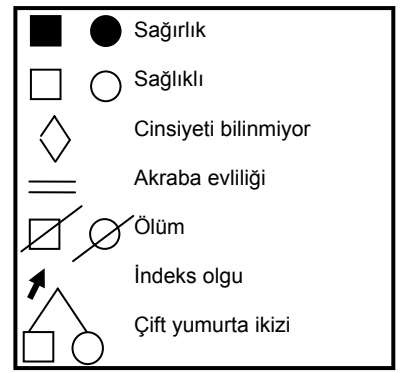 Sağırlık
Sağlıklı
Cinsiyeti bilinmiyor
Akraba evliliği
Ölüm
İndeks olgu
Çift yumurta ikizi